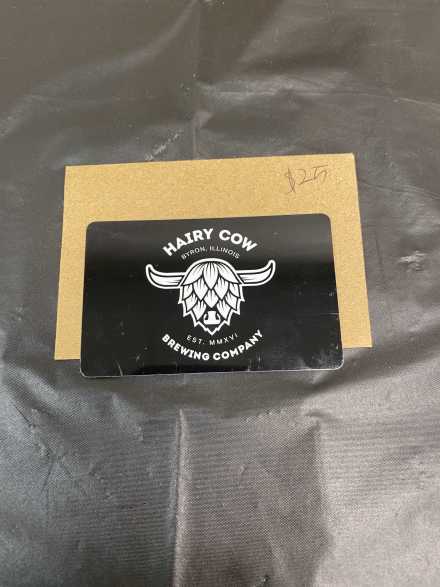 $25
HAIRY COW
BYRON, ILLINOIS
EST. MMXVI
BREWING COMPANY